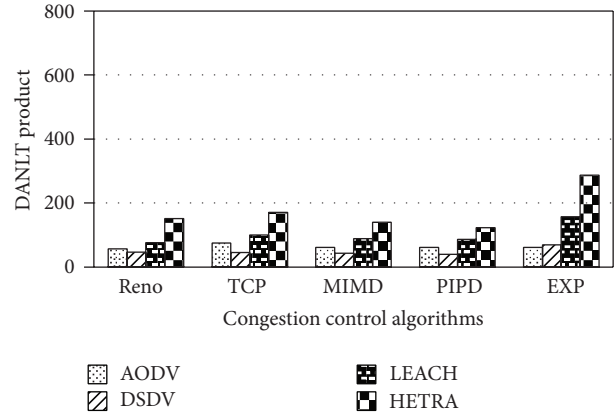 800
600
400
200
0
DANLT product
Reno TCP MIMD PIPD EXP
Congestion control algorithms
AODV LEACH
DSDV HETRA